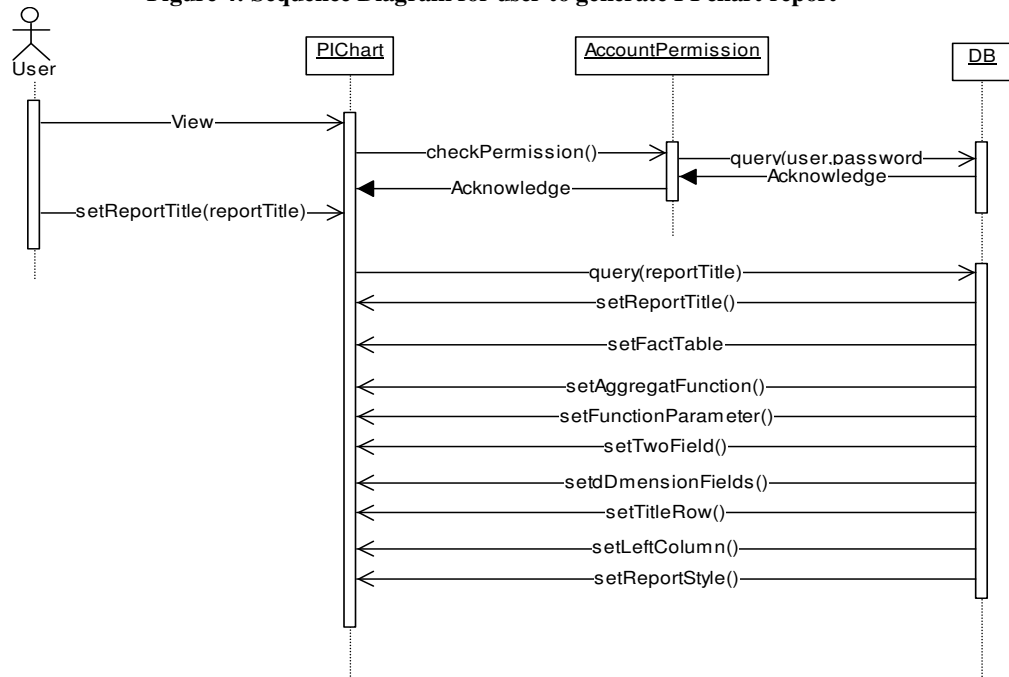 Figure 4. Sequence Diagram for user to generate PI chart report
User
PIChart
AccountPermission
DB
View
checkPermission()
query(user,password
Acknowledge
Acknowledge
setReportTitle(reportTitle)
query(reportTitle)
setReportTitle()
setFactTable
setAggregatFunction()
setFunctionParameter()
setTwoField()
setdDmensionFields()
setTitleRow()
setLeftColumn()
setReportStyle()